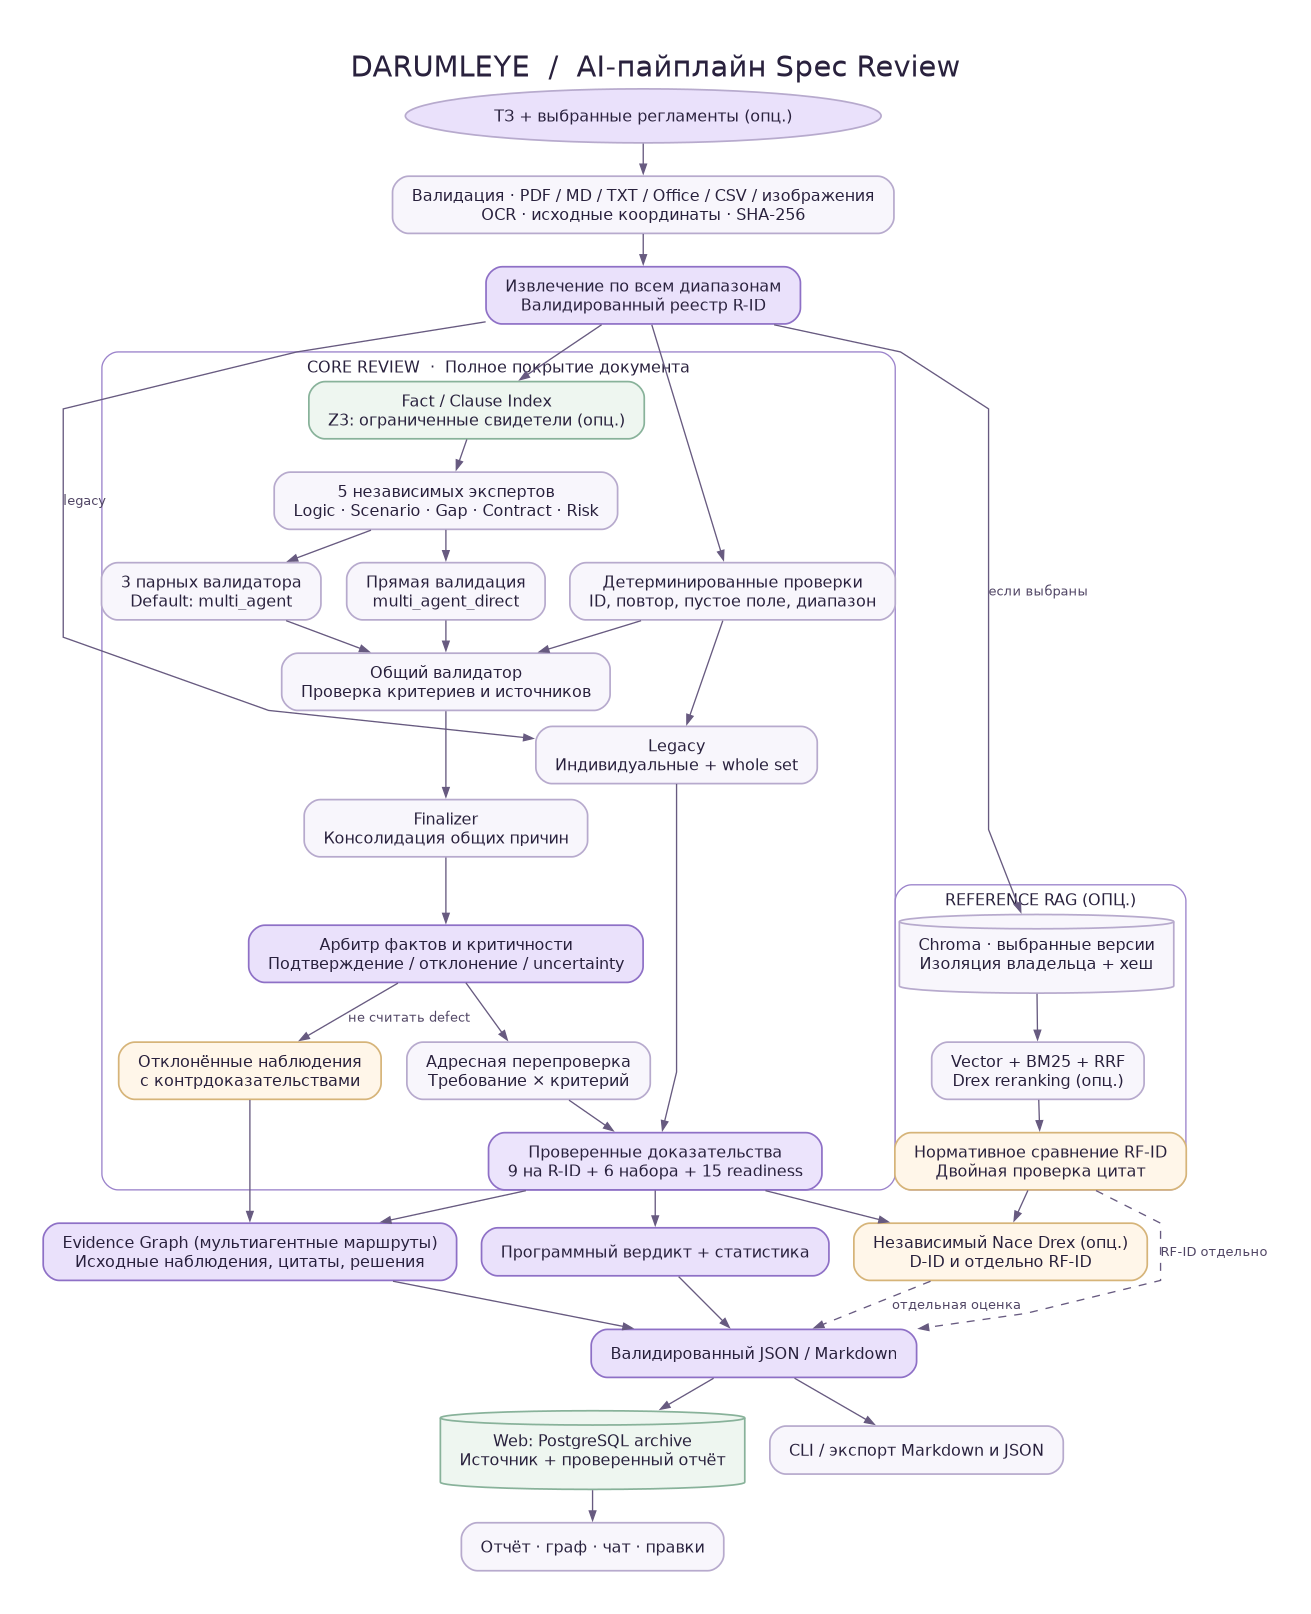 DARUMLEYE / AI-пайплайн Spec Review
ТЗ + выбранные регламенты (опц.)
Валидация · PDF / MD / TXT / Office / CSV / изображения
OCR · исходные координаты · SHA-256
Извлечение по всем диапазонам
Валидированный реестр R-ID
CORE REVIEW · Полное покрытие документа
Fact / Clause Index
Z3: ограниченные свидетели (опц.)
5 независимых экспертов
Logic · Scenario · Gap · Contract · Risk
legacy
3 парных валидатора
Default: multi_agent
Прямая валидация
multi_agent_direct
Детерминированные проверки
ID, повтор, пустое поле, диапазон
если выбраны
Общий валидатор
Проверка критериев и источников
Legacy
Индивидуальные + whole set
Finalizer
Консолидация общих причин
REFERENCE RAG (ОПЦ.)
Арбитр фактов и критичности
Подтверждение / отклонение / uncertainty
Chroma · выбранные версии
Изоляция владельца + хеш
не считать defect
Отклонённые наблюдения
с контрдоказательствами
Адресная перепроверка
Требование × критерий
Vector + BM25 + RRF
Drex reranking (опц.)
Проверенные доказательства
9 на R-ID + 6 набора + 15 readiness
Нормативное сравнение RF-ID
Двойная проверка цитат
Evidence Graph (мультиагентные маршруты)
Исходные наблюдения, цитаты, решения
Программный вердикт + статистика
Независимый Nace Drex (опц.)
D-ID и отдельно RF-ID
RF-ID отдельно
отдельная оценка
Валидированный JSON / Markdown
Web: PostgreSQL archive
Источник + проверенный отчёт
CLI / экспорт Markdown и JSON
Отчёт · граф · чат · правки